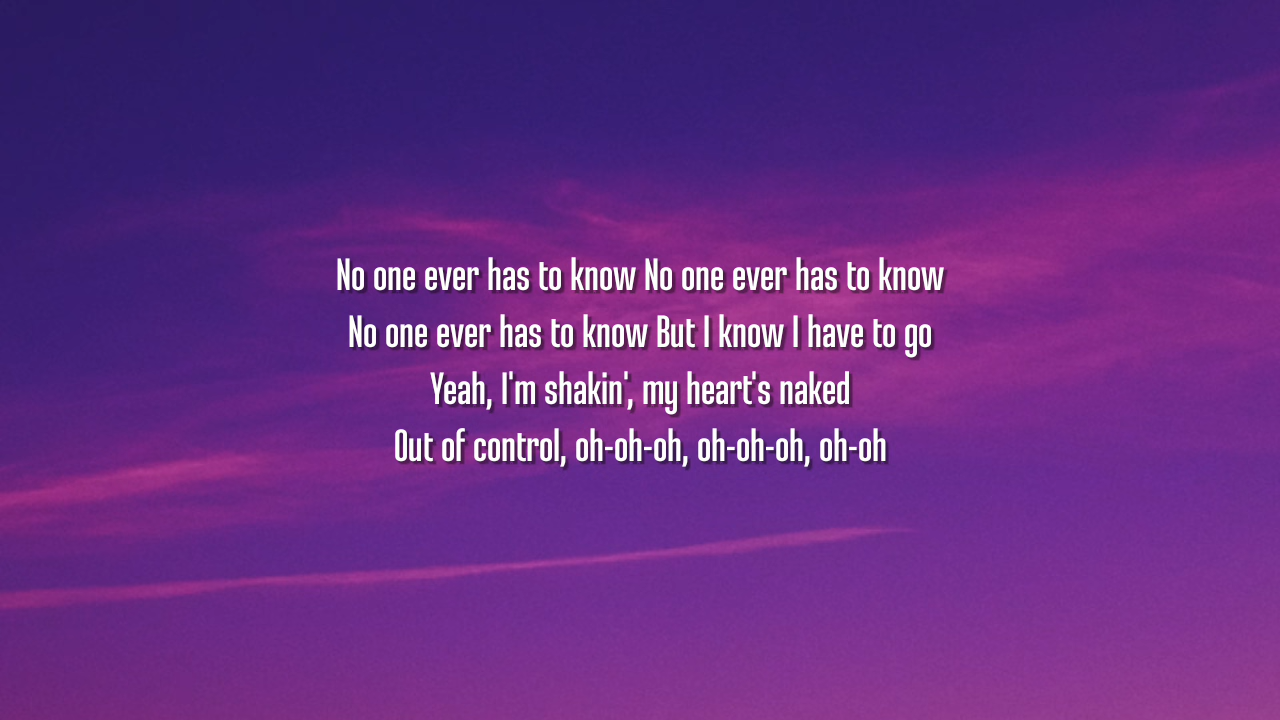 No one ever has to know No one ever has to know
No one ever has to know But I know I have to go
Yeah, I'm shakin', my heart's naked
Out of control, oh-oh-oh, oh-oh-oh, oh-oh